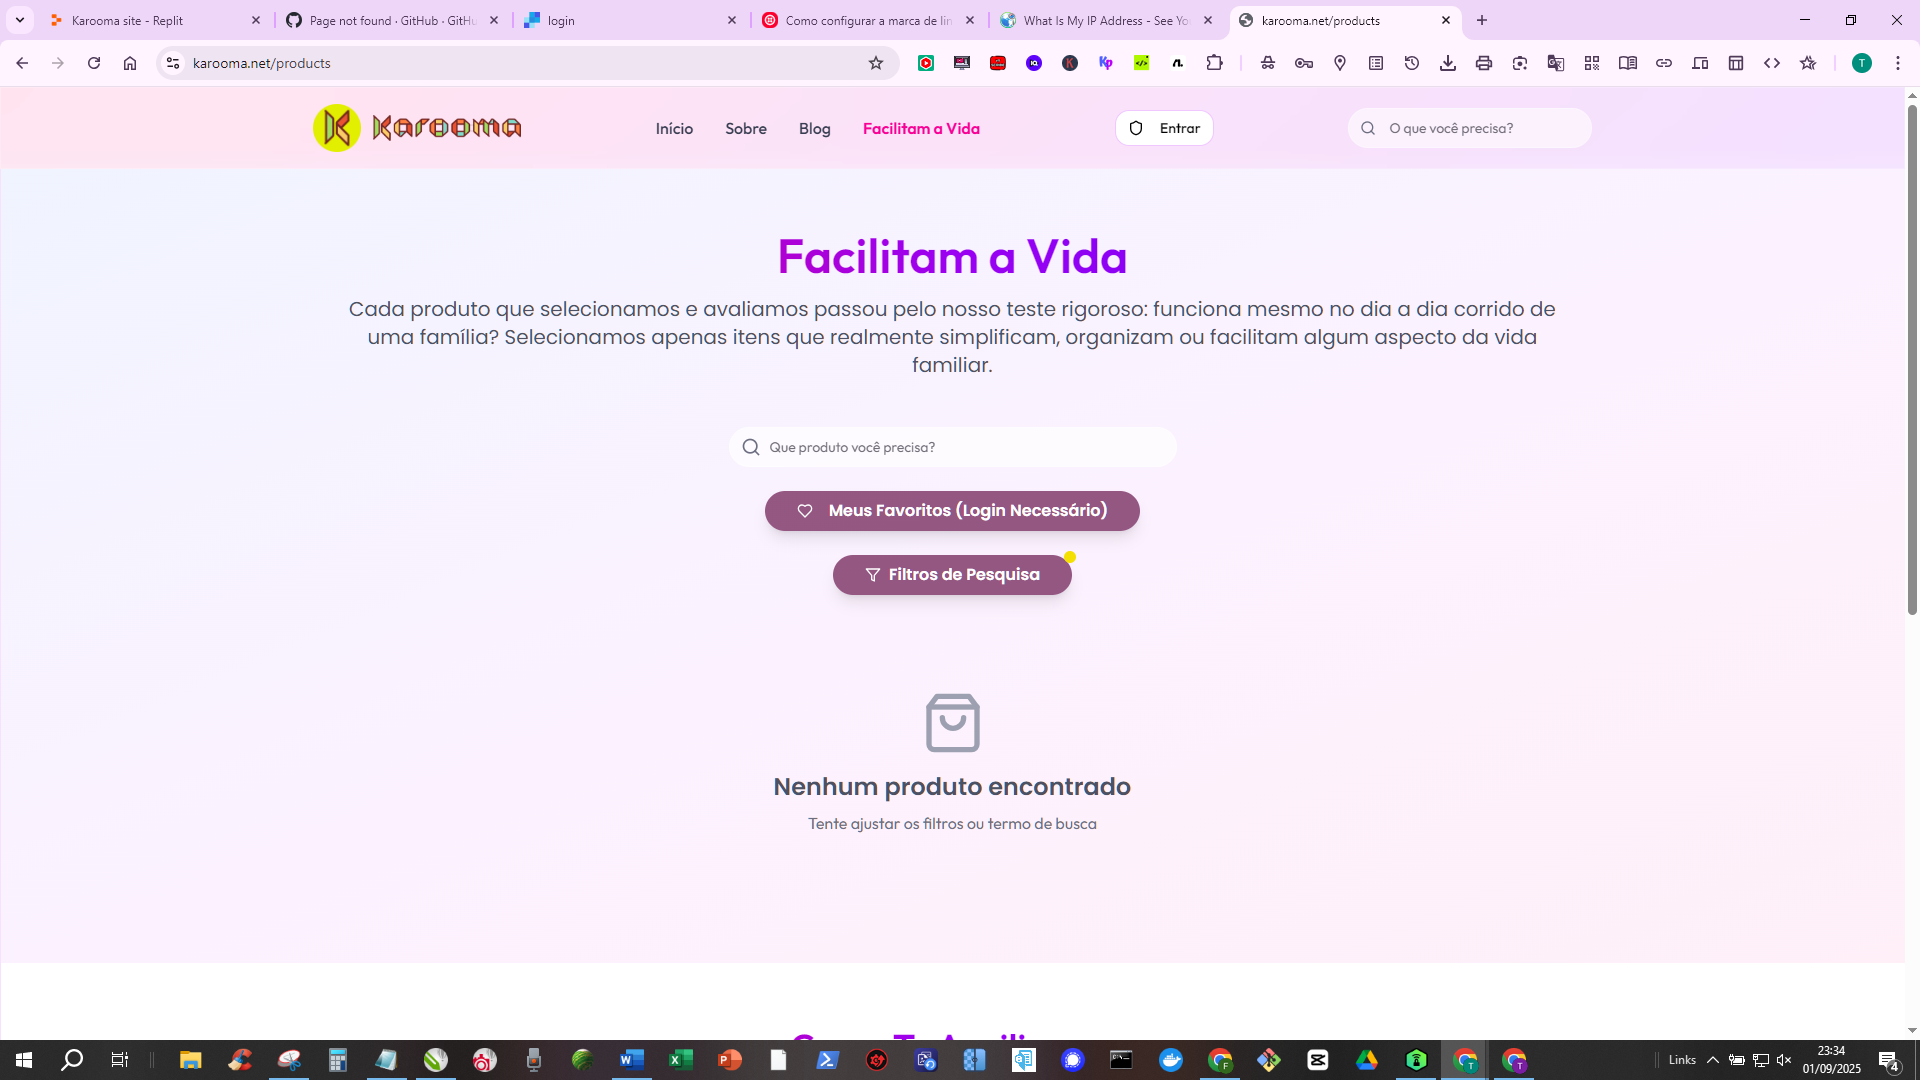 Karooma site - Replit
Page not found · GitHub · GitHu
login
Como configurar a marca de lin
What Is My IP Address - See Yo
karooma.net/products
karooma.net/products
T
Karooma
Início
Sobre
Blog
Facilitam a Vida
Entrar
O que você precisa?
Facilitam a Vida
Cada produto que selecionamos e avaliamos passou pelo nosso teste rigoroso: funciona mesmo no dia a dia corrido de
uma família? Selecionamos apenas itens que realmente simplificam, organizam ou facilitam algum aspecto da vida
familiar.
Que produto você precisa?
Meus Favoritos (Login Necessário)
Filtros de Pesquisa
Nenhum produto encontrado
Tente ajustar os filtros ou termo de busca
Links
23:34
01/09/2025
4